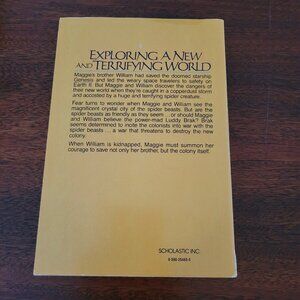 EXPLORING A NEW
AND TERRIFYING WORLD
Maggie's brother William had saved the doomed starship
Genesis and led the weary space travelers to safety on
Earth II. But Maggie and William discover the dangers of
their new world when they're caught in a copperdust storm
and accosted by a huge and terrifying spider creature.
Fear turns to wonder when Maggie and William see the
magnificent crystal city of the spider beasts. But are the
spider beasts as friendly as they seem . . . or should Maggie
and William believe the power-mad Luddy Brak? Brak
seems determined to incite the colonists into war with the
spider beasts . . . a war that threatens to destroy the new
colony.
When William is kidnapped, Maggie must summon her
courage to save not only her brother, but the colony itself.
SCHOLASTIC INC.